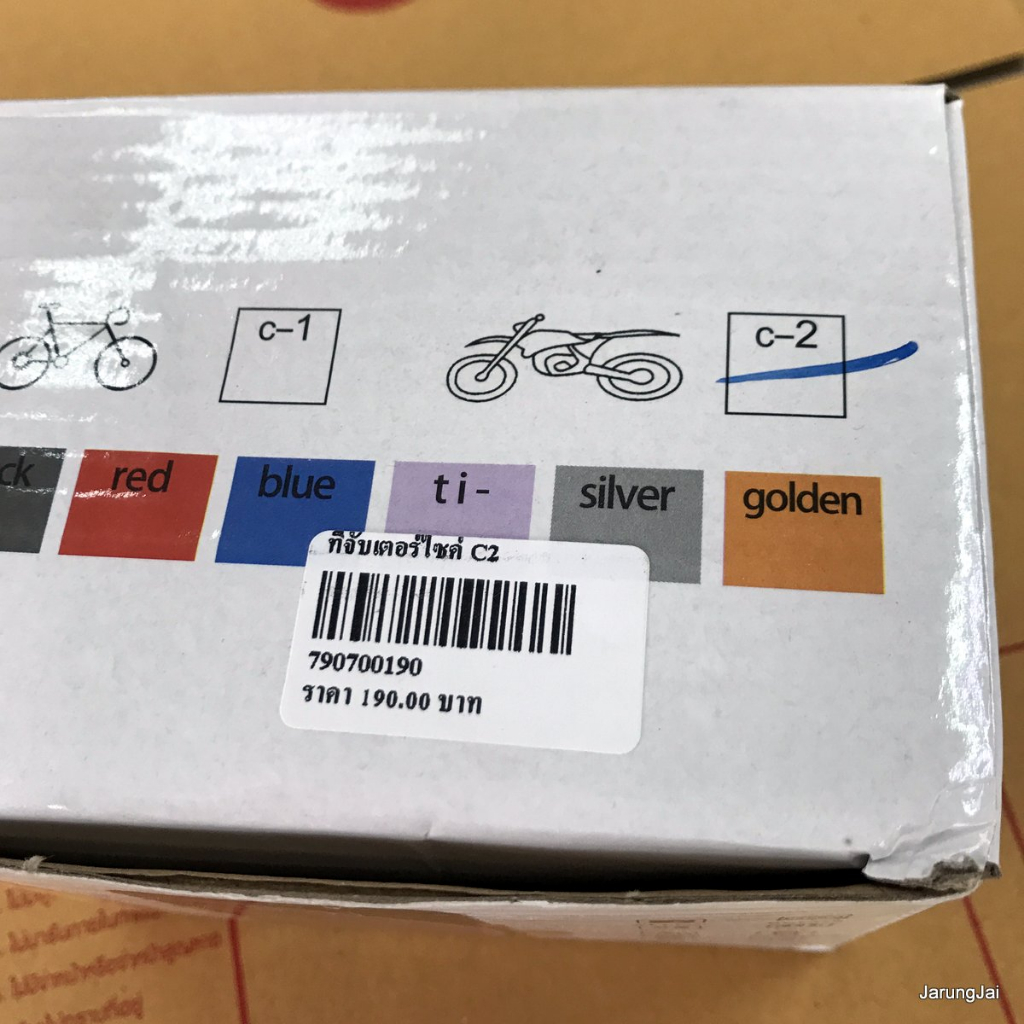 c-1
c-2
ck red blue ti- silver golden
ที่จับเตอร์ไซค์ C2
790700190
ราคา 190.00 บาท
JarungJai